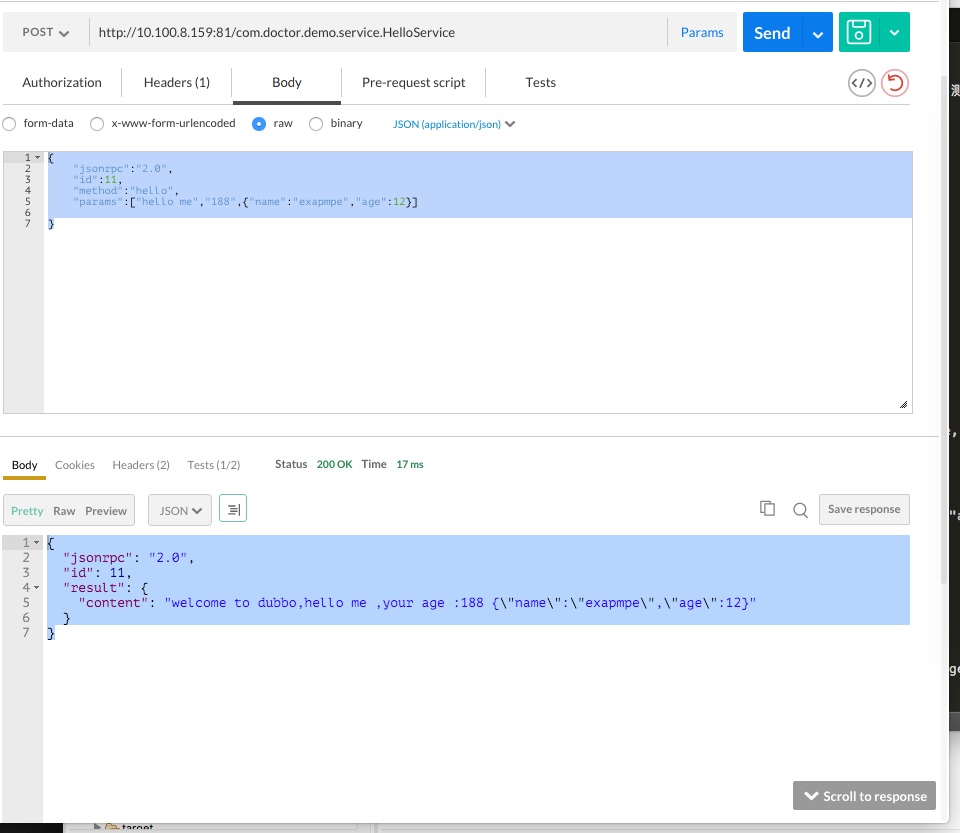 POST http://10.100.8.159:81/com.doctor.demo.service.HelloService Params Send
Authorization Headers (1) Body Pre-request script Tests
form-data x-www-form-urlencoded raw binary JSON (application/json)
1 {
2 "jsonrpc":"2.0",
3 "id":11,
4 "method":"hello",
5 "params":["hello me","188",{"name":"exapmpe","age":12}]
6
7 }
Body Cookies Headers (2) Tests (1/2) Status 200 OK Time 17 ms
Pretty Raw Preview JSON Save response
1 {
2 "jsonrpc": "2.0",
3 "id": 11,
4 "result": {
5 "content": "welcome to dubbo,hello me ,your age :188 {\"name\":\"exapmpe\",\"age\":12}"
6 }
7 }
Scroll to response
target